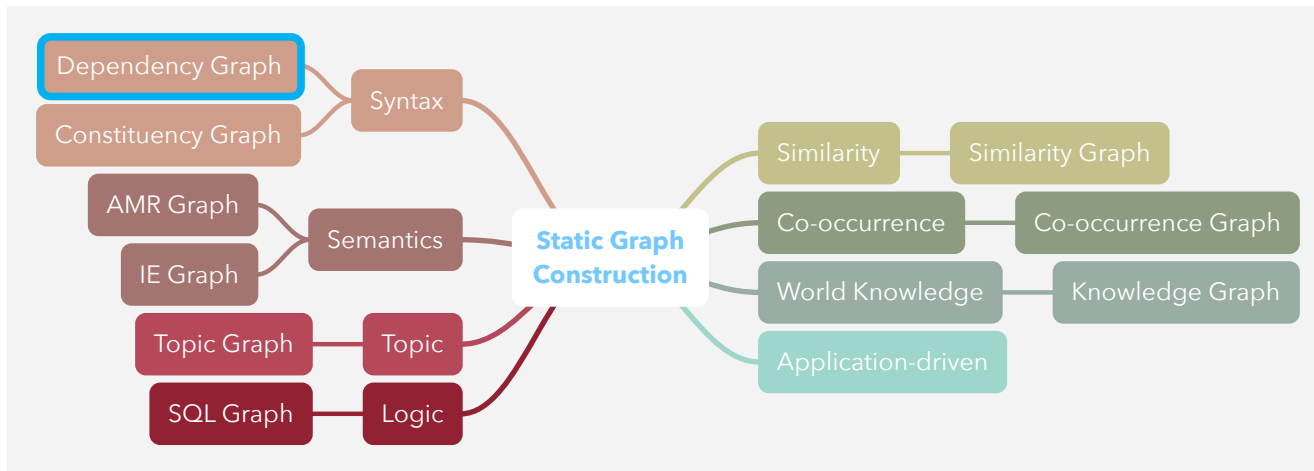 Dependency Graph
Constituency Graph
Syntax
AMR Graph
IE Graph
Semantics
Topic Graph
Topic
SQL Graph
Logic
Static Graph
Construction
Similarity
Similarity Graph
Co-occurrence
Co-occurrence Graph
World Knowledge
Knowledge Graph
Application-driven